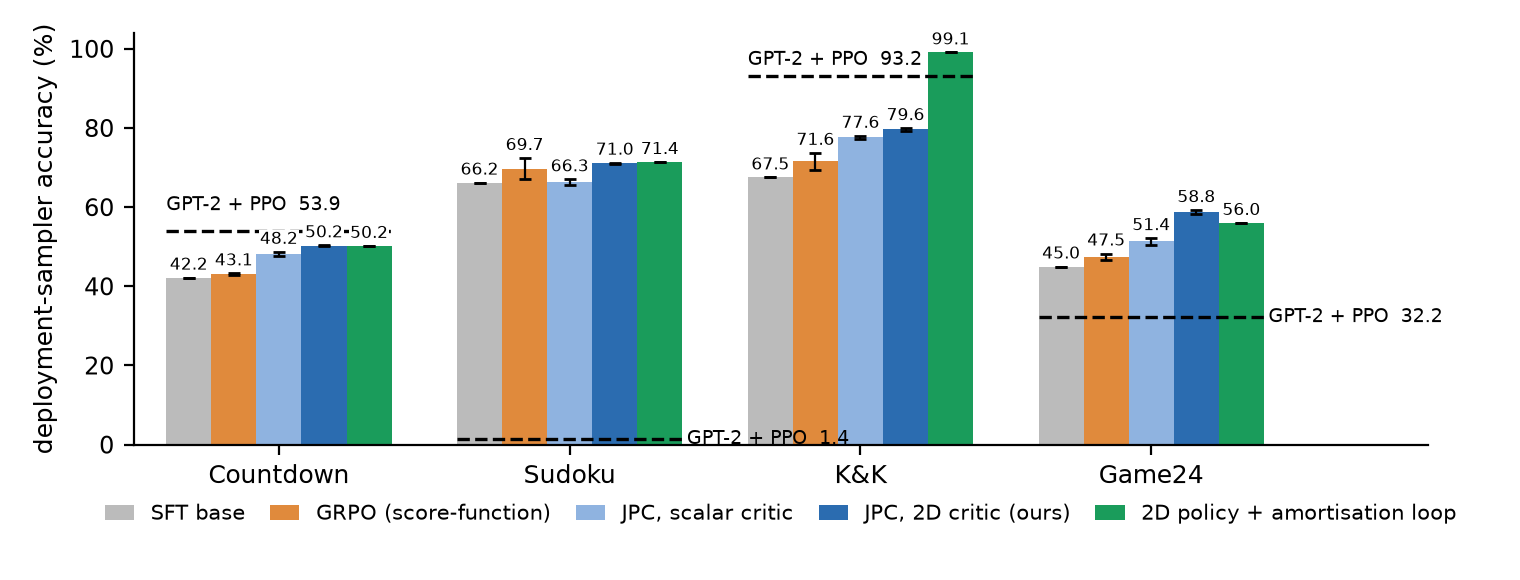 deployment-sampler accuracy (%)
100
80
60
40
20
0
GPT-2 + PPO 53.9
42.2
43.1
48.2
50.2
50.2
66.2
69.7
66.3
71.0
71.4
GPT-2 + PPO 1.4
GPT-2 + PPO 93.2
67.5
71.6
77.6
79.6
99.1
45.0
47.5
51.4
58.8
56.0
GPT-2 + PPO 32.2
Countdown
Sudoku
K&K
Game24
SFT base
GRPO (score-function)
JPC, scalar critic
JPC, 2D critic (ours)
2D policy + amortisation loop